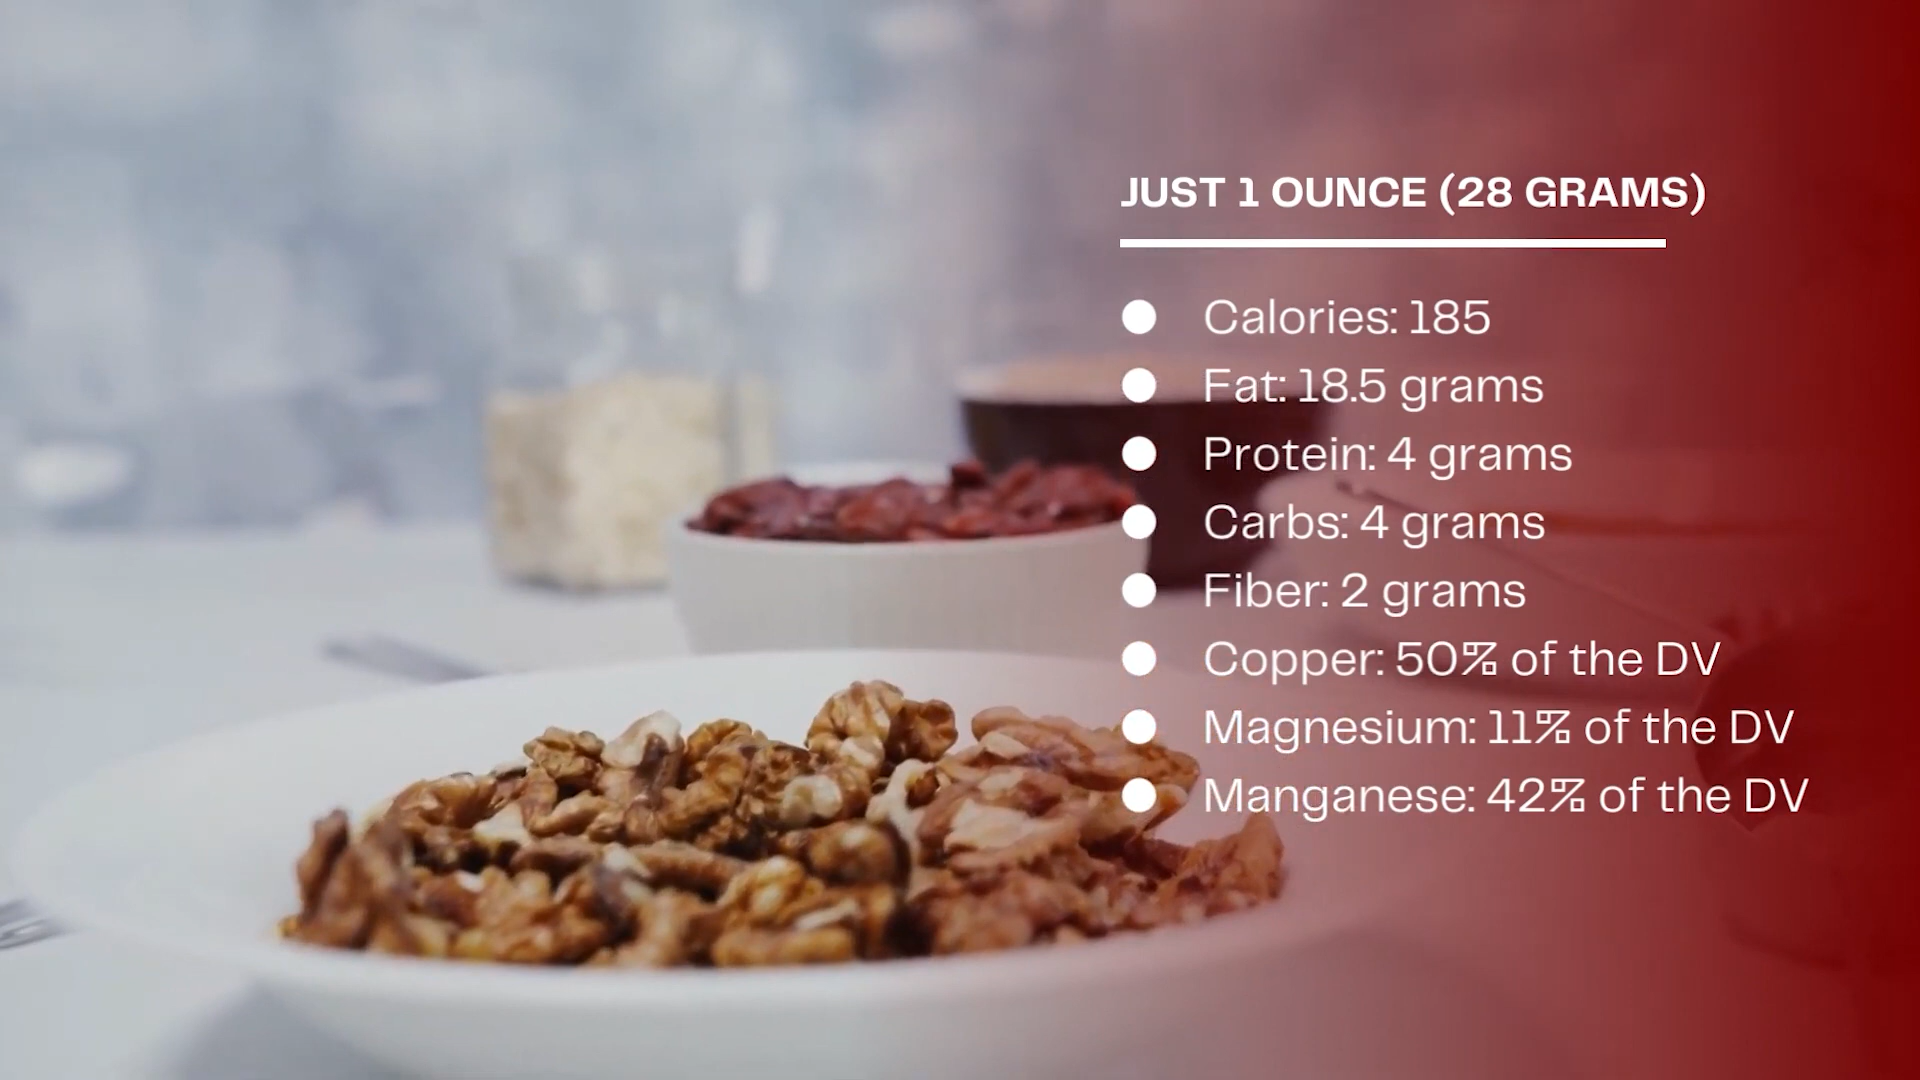 JUST 1 OUNCE (28 GRAMS)
Calories: 185
Fat: 18.5 grams
Protein: 4 grams
Carbs: 4 grams
Fiber: 2 grams
Copper: 50% of the DV
Magnesium: 11% of the DV
Manganese: 42% of the DV